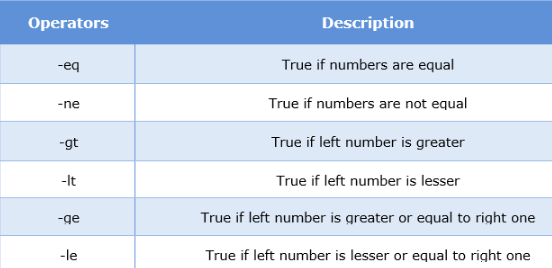 Operators Description
-eq True if numbers are equal
-ne True if numbers are not equal
-gt True if left number is greater
-lt True if left number is lesser
-ge True if left number is greater or equal to right one
-le True if left number is lesser or equal to right one